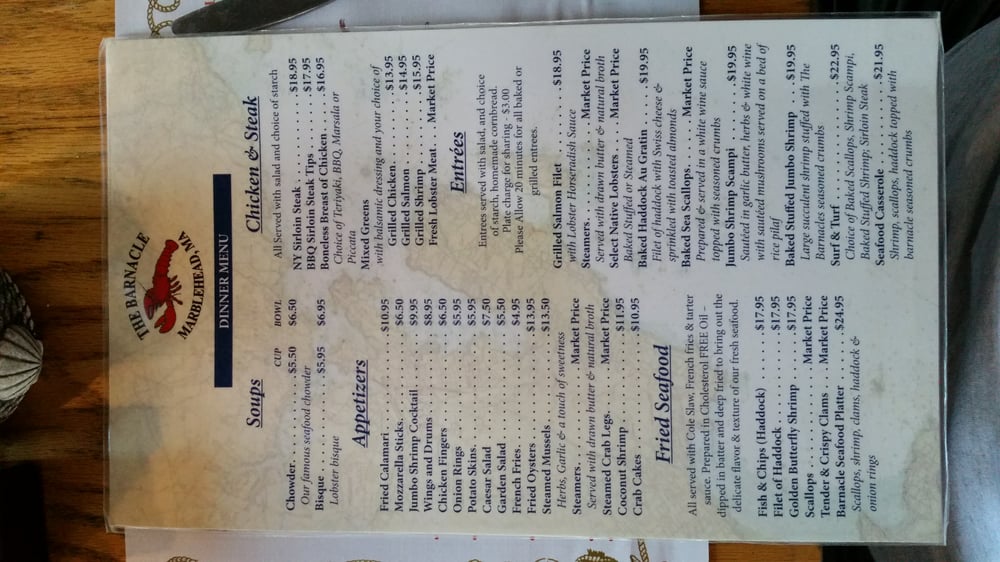 THE BARNACLE
MARBLEHEAD, MA
DINNER MENU
Soups
CUP BOWL
Chowder. . . . . . . . . $5.50 $6.50
Our famous seafood chowder
Bisque . . . . . . . . . . $5.95 $6.95
Lobster bisque
Appetizers
Fried Calamari. . . . . . . . . . $10.95
Mozzarella Sticks. . . . . . . . . . $6.50
Jumbo Shrimp Cocktail . . . . . . . . . . $9.95
Wings and Drums . . . . . . . . . . $8.95
Chicken Fingers . . . . . . . . . . $6.50
Onion Rings . . . . . . . . . . $5.95
Potato Skins. . . . . . . . . . $5.95
Caesar Salad . . . . . . . . . . $7.50
Garden Salad . . . . . . . . . . $5.50
French Fries. . . . . . . . . . $4.95
Fried Oysters . . . . . . . . . . $13.95
Steamed Mussels. . . . . . . . . . $13.50
Herbs, Garlic & a touch of sweetness
Steamers. . . . . . . . . . Market Price
Served with drawn butter & natural broth
Steamed Crab Legs. . . . . . . . . . Market Price
Coconut Shrimp . . . . . . . . . . $11.95
Crab Cakes . . . . . . . . . . $10.95
Fried Seafood
All served with Cole Slaw, French fries & tarter
sauce. Prepared in Cholesterol FREE Oil -
dipped in batter and deep fried to bring out the
delicate flavor & texture of our fresh seafood.
Fish & Chips (Haddock) . . . . . $17.95
Filet of Haddock . . . . . . . . . . $17.95
Golden Butterfly Shrimp . . . . . $17.95
Scallops . . . . . . . . . . Market Price
Tender & Crispy Clams . . . . . Market Price
Barnacle Seafood Platter . . . . . $24.95
Scallops, shrimp, clams, haddock &
onion rings
Chicken & Steak
All Served with salad and choice of starch
NY Sirloin Steak . . . . . . . . . . $18.95
BBQ Sirloin Steak Tips . . . . . . . . . . $17.95
Boneless Breast of Chicken . . . . . $16.95
Choice of Teriyaki, BBQ, Marsala or
Piccata
Mixed Greens
with balsamic dressing and your choice of
Grilled Chicken. . . . . . . . . . $13.95
Grilled Salmon . . . . . . . . . . $14.95
Grilled Shrimp . . . . . . . . . . $15.95
Fresh Lobster Meat. . . . . Market Price
Entrées
Entrees served with salad, and choice
of starch, homemade cornbread.
Plate charge for sharing - $3.00
Please Allow 20 minutes for all baked or
grilled entrees.
Grilled Salmon Filet . . . . . . . . . . $18.95
with Lobster Horseradish Sauce
Steamers. . . . . . . . . . Market Price
Served with drawn butter & natural broth
Select Native Lobsters. . . . . Market Price
Baked Stuffed or Steamed
Baked Haddock Au Gratin . . . . . $19.95
Filet of haddock with Swiss cheese &
sprinkled with toasted almonds
Baked Sea Scallops. . . . . . . . . . Market Price
Prepared & served in a white wine sauce
topped with seasoned crumbs
Jumbo Shrimp Scampi . . . . . . . . . . $19.95
Sautéed in garlic butter, herbs & white wine
with sautéed mushrooms served on a bed of
rice pilaf
Baked Stuffed Jumbo Shrimp . . . . . $19.95
Large succulent shrimp stuffed with The
Barnacles seasoned crumbs
Surf & Turf . . . . . . . . . . $22.95
Choice of Baked Scallops, Shrimp Scampi,
Baked Stuffed Shrimp, Sirloin Steak
Seafood Casserole . . . . . . . . . . $21.95
Shrimp, scallops, haddock topped with
barnacle seasoned crumbs